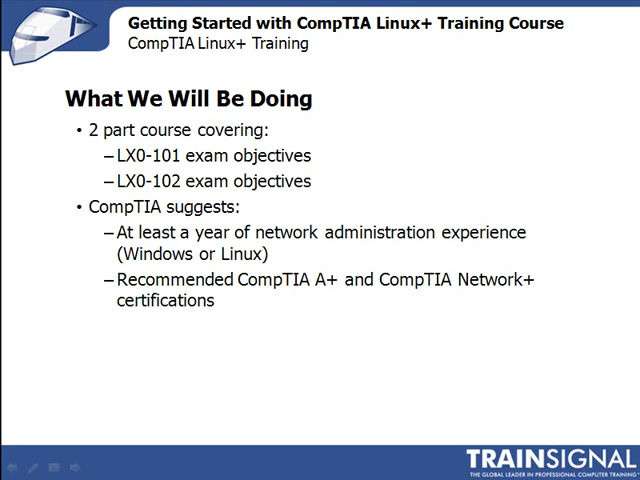 Getting Started with CompTIA Linux+ Training Course
CompTIA Linux+ Training
What We Will Be Doing
• 2 part course covering:
– LX0-101 exam objectives
– LX0-102 exam objectives
• CompTIA suggests:
– At least a year of network administration experience
(Windows or Linux)
– Recommended CompTIA A+ and CompTIA Network+
certifications
TRAINSIGNAL
THE GLOBAL LEADER IN PROFESSIONAL COMPUTER TRAINING